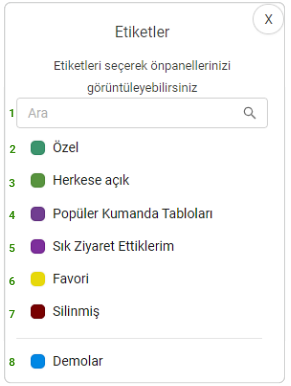 X
Etiketler
Etiketleri seçerek önpanellerinizi
görüntüleyebilirsiniz
1 Ara
2 Özel
3 Herkese açık
4 Popüler Kumanda Tabloları
5 Sık Ziyaret Ettiklerim
6 Favori
7 Silinmiş
8 Demolar